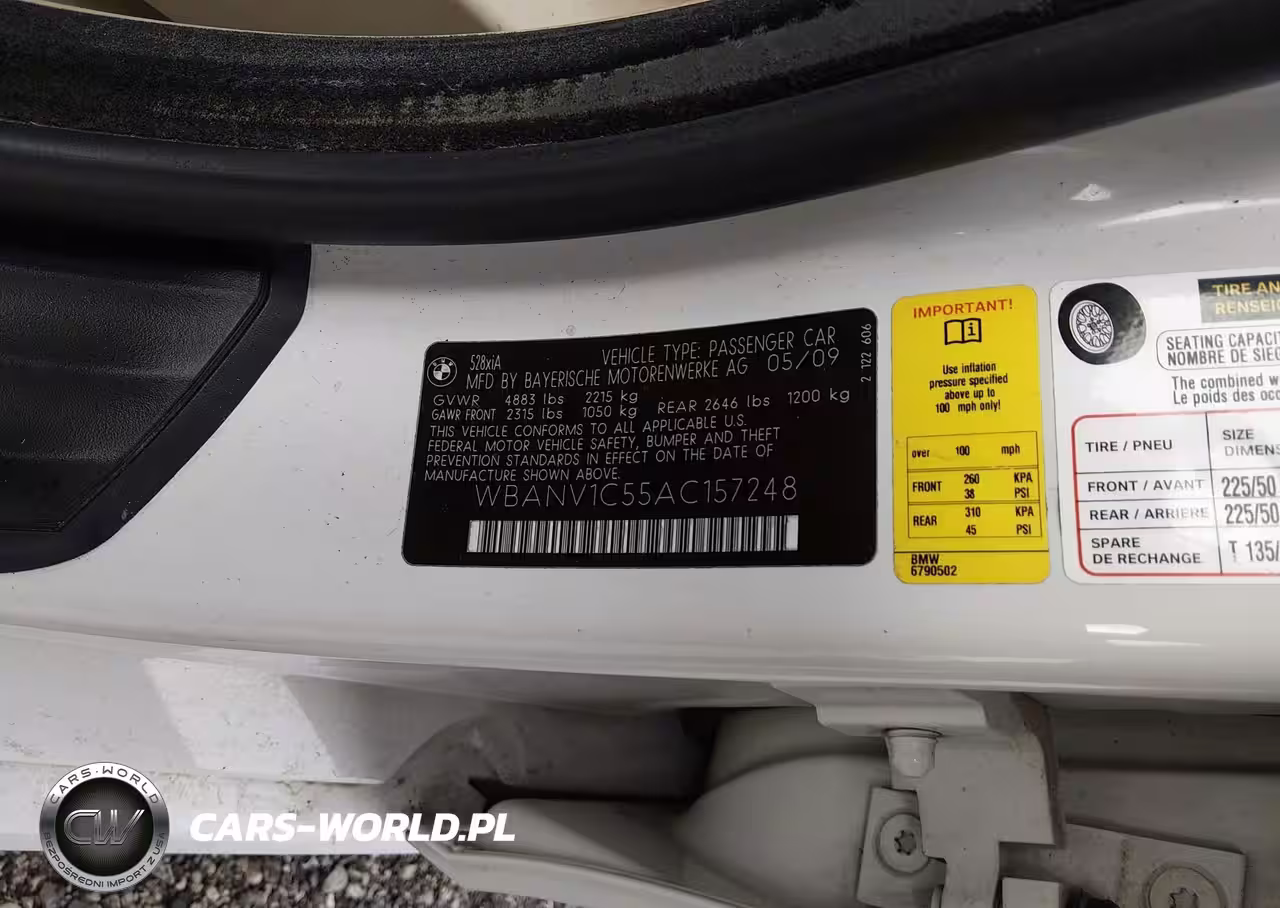 528xiA
VEHICLE TYPE: PASSENGER CAR
MFD BY BAYERISCHE MOTORENWERKE AG 05/09
GVWR 4883 lbs 2215 kg
GAWR FRONT 2315 lbs 1050 kg REAR 2646 lbs 1200 kg
THIS VEHICLE CONFORMS TO ALL APPLICABLE U.S.
FEDERAL MOTOR VEHICLE SAFETY, BUMPER AND THEFT
PREVENTION STANDARDS IN EFFECT ON THE DATE OF
MANUFACTURE SHOWN ABOVE.
WBANV1C55AC157248
2 122 606
IMPORTANT!
Use inflation
pressure specified
above up to
100 mph only!
over 100 mph
FRONT 260 KPA
38 PSI
REAR 310 KPA
45 PSI
BMW
6790502
TIRE AN
RENSEI
SEATING CAPACI
NOMBRE DE SIEG
The combined w
Le poids des occ
TIRE / PNEU SIZE
DIMENS
FRONT / AVANT 225/50
REAR / ARRIÈRE 225/50
SPARE
DE RECHANGE T 135/
CARS-WORLD
CW
BEZPOŚREDNI IMPORT Z USA
CARS-WORLD.PL